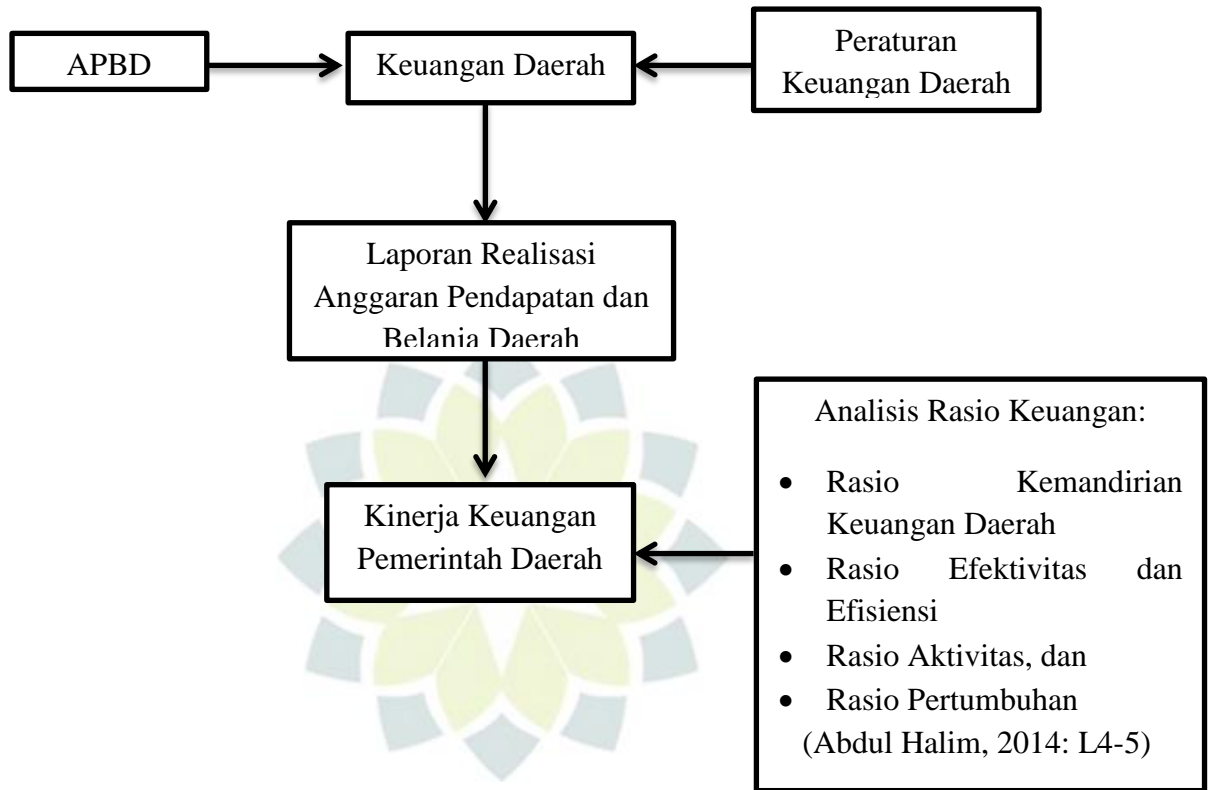 APBD
Keuangan Daerah
Peraturan
Keuangan Daerah
Laporan Realisasi
Anggaran Pendapatan dan
Belanja Daerah
Kinerja Keuangan
Pemerintah Daerah
Analisis Rasio Keuangan:
• Rasio Kemandirian
Keuangan Daerah
• Rasio Efektivitas dan
Efisiensi
• Rasio Aktivitas, dan
• Rasio Pertumbuhan
(Abdul Halim, 2014: L4-5)